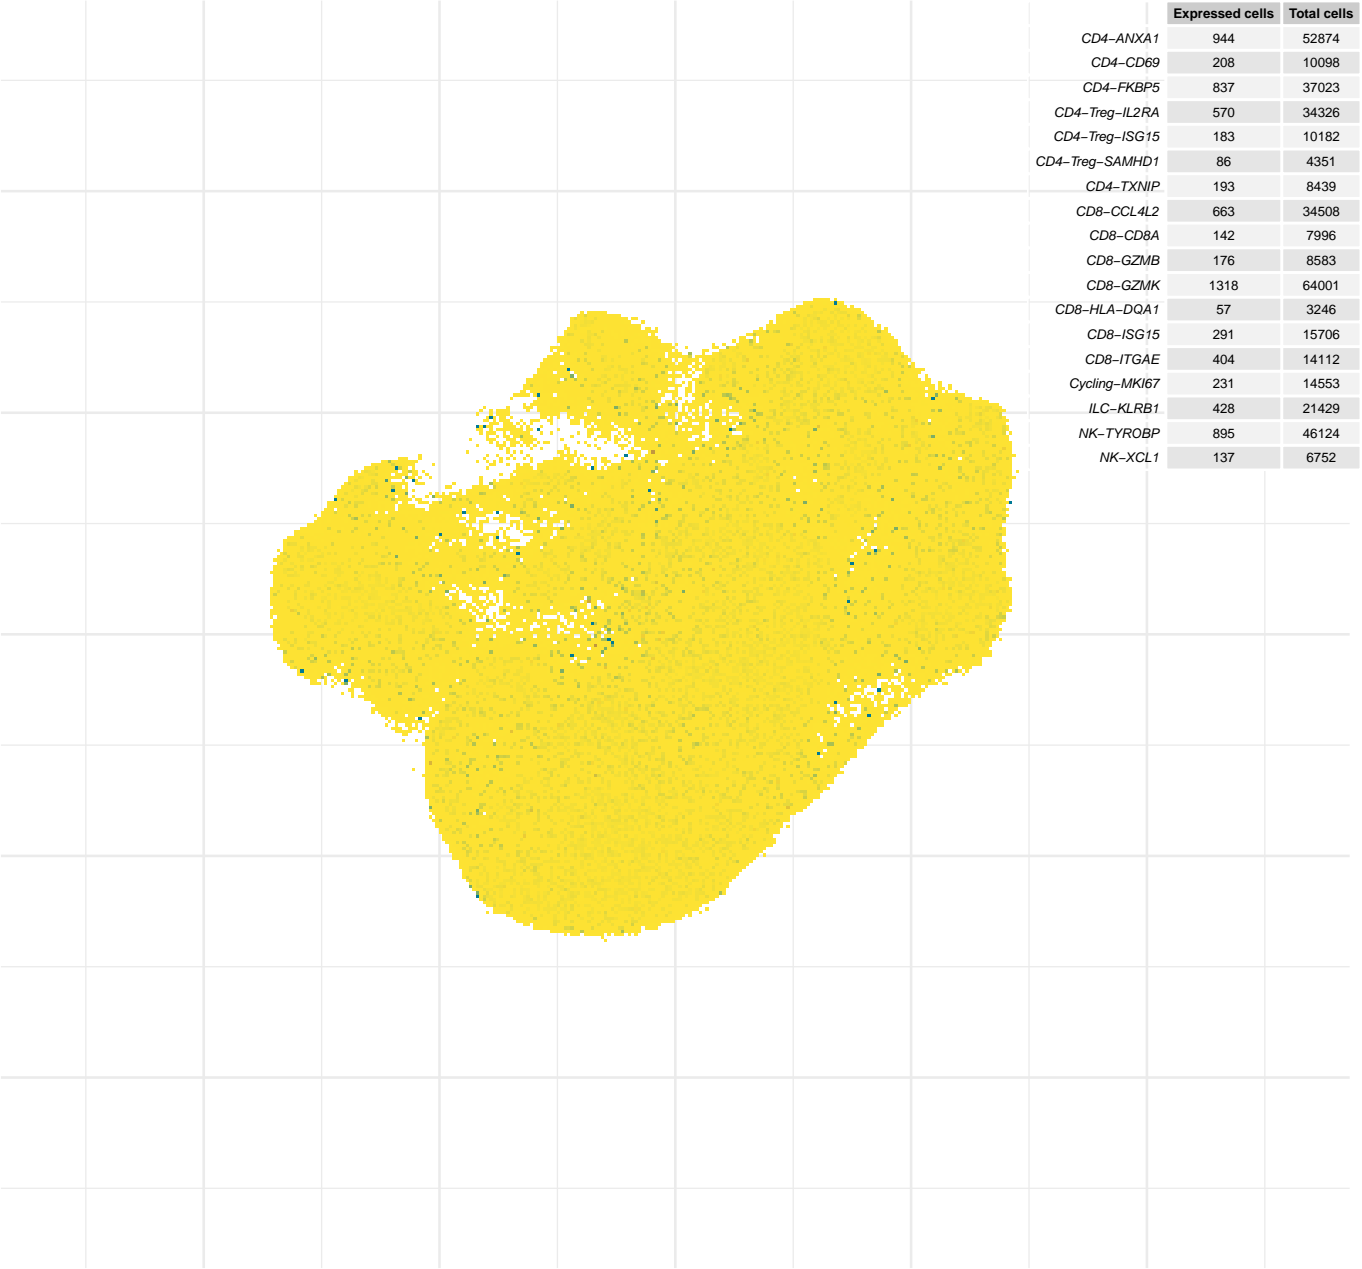 Expressed cells Total cells
CD4−ANXA1 944 52874
CD4−CD69 208 10098
CD4−FKBP5 837 37023
CD4−Treg−IL2RA 570 34326
CD4−Treg−ISG15 183 10182
CD4−Treg−SAMHD1 86 4351
CD4−TXNIP 193 8439
CD8−CCL4L2 663 34508
CD8−CD8A 142 7996
CD8−GZMB 176 8583
CD8−GZMK 1318 64001
CD8−HLA−DQA1 57 3246
CD8−ISG15 291 15706
CD8−ITGAE 404 14112
Cycling−MKI67 231 14553
ILC−KLRB1 428 21429
NK−TYROBP 895 46124
NK−XCL1 137 6752